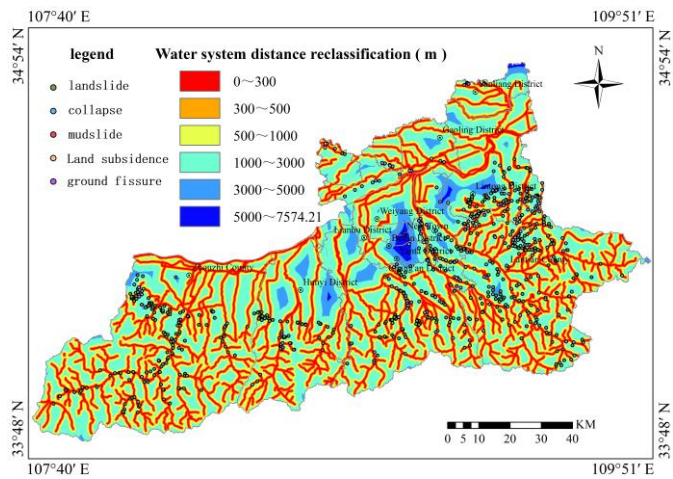 107°40′ E
109°51′ E
34°54′ N
34°54′ N
legend
Water system distance reclassification ( m )
N
landslide
collapse
mudslide
Land subsidence
ground fissure
0～300
300～500
500～1000
1000～3000
3000～5000
5000～7574.21
Gaoling District
Weiyang District
Lianhu District
Huyi District
0 5 10 20 30 40
KM
33°48′ N
33°48′ N
107°40′ E
109°51′ E